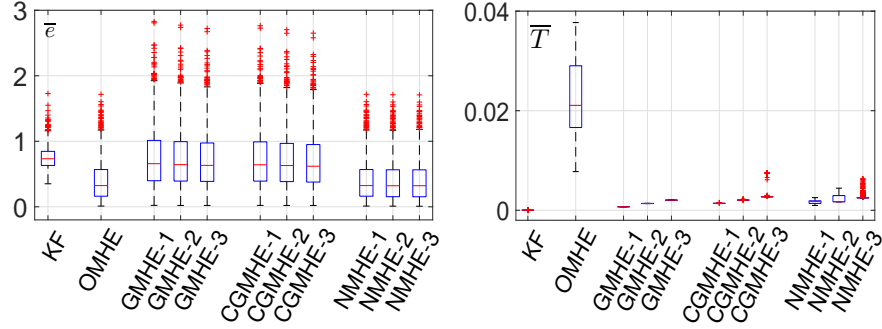 e
3
2
1
0
KF
OMHE
GMHE-1
GMHE-2
GMHE-3
CGMHE-1
CGMHE-2
CGMHE-3
NMHE-1
NMHE-2
NMHE-3
T
0.04
0.02
0
KF
OMHE
GMHE-1
GMHE-2
GMHE-3
CGMHE-1
CGMHE-2
CGMHE-3
NMHE-1
NMHE-2
NMHE-3